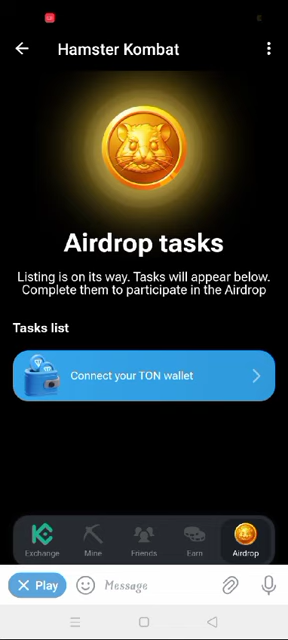 Hamster Kombat
Airdrop tasks
Listing is on its way. Tasks will appear below.
Complete them to participate in the Airdrop
Tasks list
Connect your TON wallet
Exchange
Mine
Friends
Earn
Airdrop
Play
Message